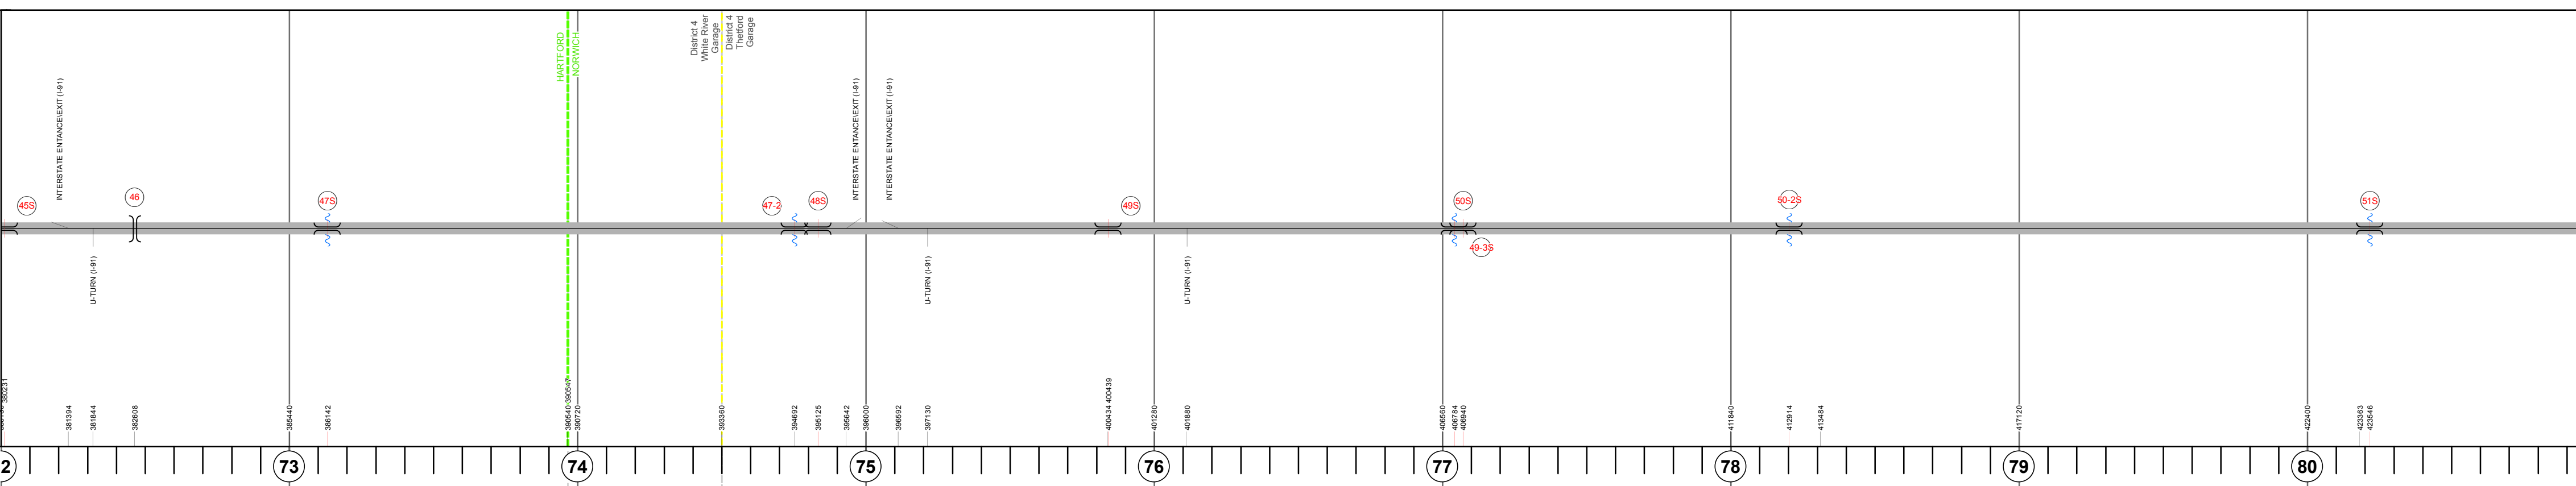 HARTFORD
NORWICH
District 4
White River
Garage
District 4
Thetford
Garage
INTERSTATE ENTANCE\EXIT (I-91)
INTERSTATE ENTANCE\EXIT (I-91)
INTERSTATE ENTANCE\EXIT (I-91)
45S
46
47S
47-2
48S
49S
50S
49-3S
50-2S
51S
U-TURN (I-91)
U-TURN (I-91)
U-TURN (I-91)
380231
381394
381844
382608
385440
386142
390540 390547
390720
393360
394692
395125
395642
396000
396592
397130
400434 400439
401280
401880
406560
406784
406940
411840
412914
413484
417120
422400
423363
423546
2
73
74
75
76
77
78
79
80